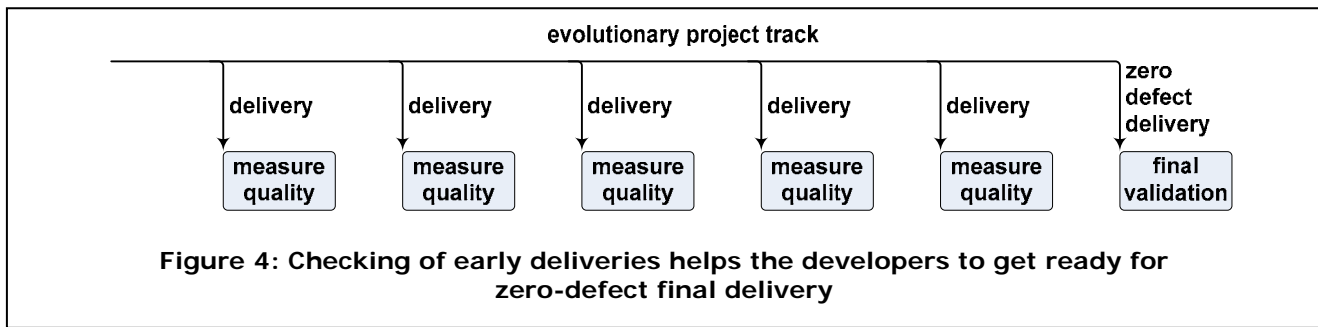 evolutionary project track
delivery
delivery
delivery
delivery
delivery
zero
defect
delivery
measure
quality
measure
quality
measure
quality
measure
quality
measure
quality
final
validation
Figure 4: Checking of early deliveries helps the developers to get ready for
zero-defect final delivery